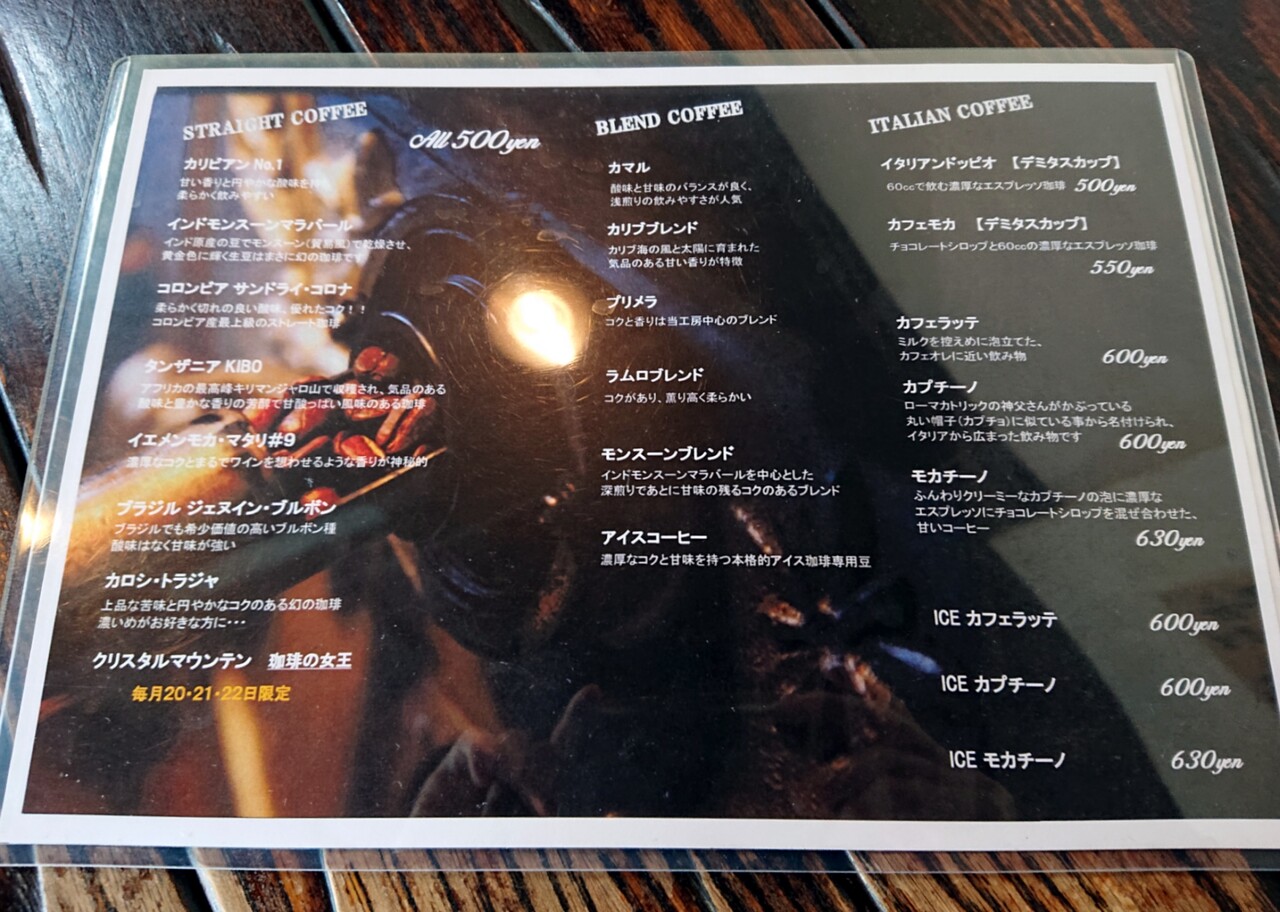 STRAIGHT COFFEE
All 500yen
カリビアン No.1
甘い香りと円やかな酸味を持ち
柔らかく飲みやすい
インドモンスーンマラバール
インド原産の豆でモンスーン(貿易風)で乾燥させ、
黄金色に輝く生豆はまさに幻の珈琲です
コロンビア サンドライ・コロナ
柔らかく切れの良い酸味、優れたコク！！
コロンビア産最上級のストレート珈琲
タンザニア KIBO
アフリカの最高峰キリマンジャロ山で収穫され、気品のある
酸味と豊かな香りの芳醇で甘酸っぱい風味のある珈琲
イエメンモカ・マタリ#9
濃厚なコクとまるでワインを想わせるような香りが神秘的
ブラジル ジェヌイン・ブルボン
ブラジルでも希少価値の高いブルボン種
酸味はなく甘味が強い
カロシ・トラジャ
上品な苦味と円やかなコクのある幻の珈琲
濃いめがお好きな方に・・・
クリスタルマウンテン 珈琲の女王
毎月20・21・22日限定
BLEND COFFEE
カマル
酸味と甘味のバランスが良く、
浅煎りの飲みやすさが人気
カリブブレンド
カリブ海の風と太陽に育まれた
気品のある甘い香りが特徴
プリメラ
コクと香りは当工房中心のブレンド
ラムロブレンド
コクがあり、薫り高く柔らかい
モンスーンブレンド
インドモンスーンマラバールを中心とした
深煎りであとに甘味の残るコクのあるブレンド
アイスコーヒー
濃厚なコクと甘味を持つ本格的アイス珈琲専用豆
ITALIAN COFFEE
イタリアンドッピオ 【デミタスカップ】
60ccで飲む濃厚なエスプレッソ珈琲 500yen
カフェモカ 【デミタスカップ】
チョコレートシロップと60ccの濃厚なエスプレッソ珈琲
550yen
カフェラッテ
ミルクを控えめに泡立てた、
カフェオレに近い飲み物 600yen
カプチーノ
ローマカトリックの神父さんがかぶっている
丸い帽子(カプチョ)に似ている事から名付けられ、
イタリアから広まった飲み物です 600yen
モカチーノ
ふんわりクリーミーなカプチーノの泡に濃厚な
エスプレッソにチョコレートシロップを混ぜ合わせた、
甘いコーヒー 630yen
ICE カフェラッテ 600yen
ICE カプチーノ 600yen
ICE モカチーノ 630yen